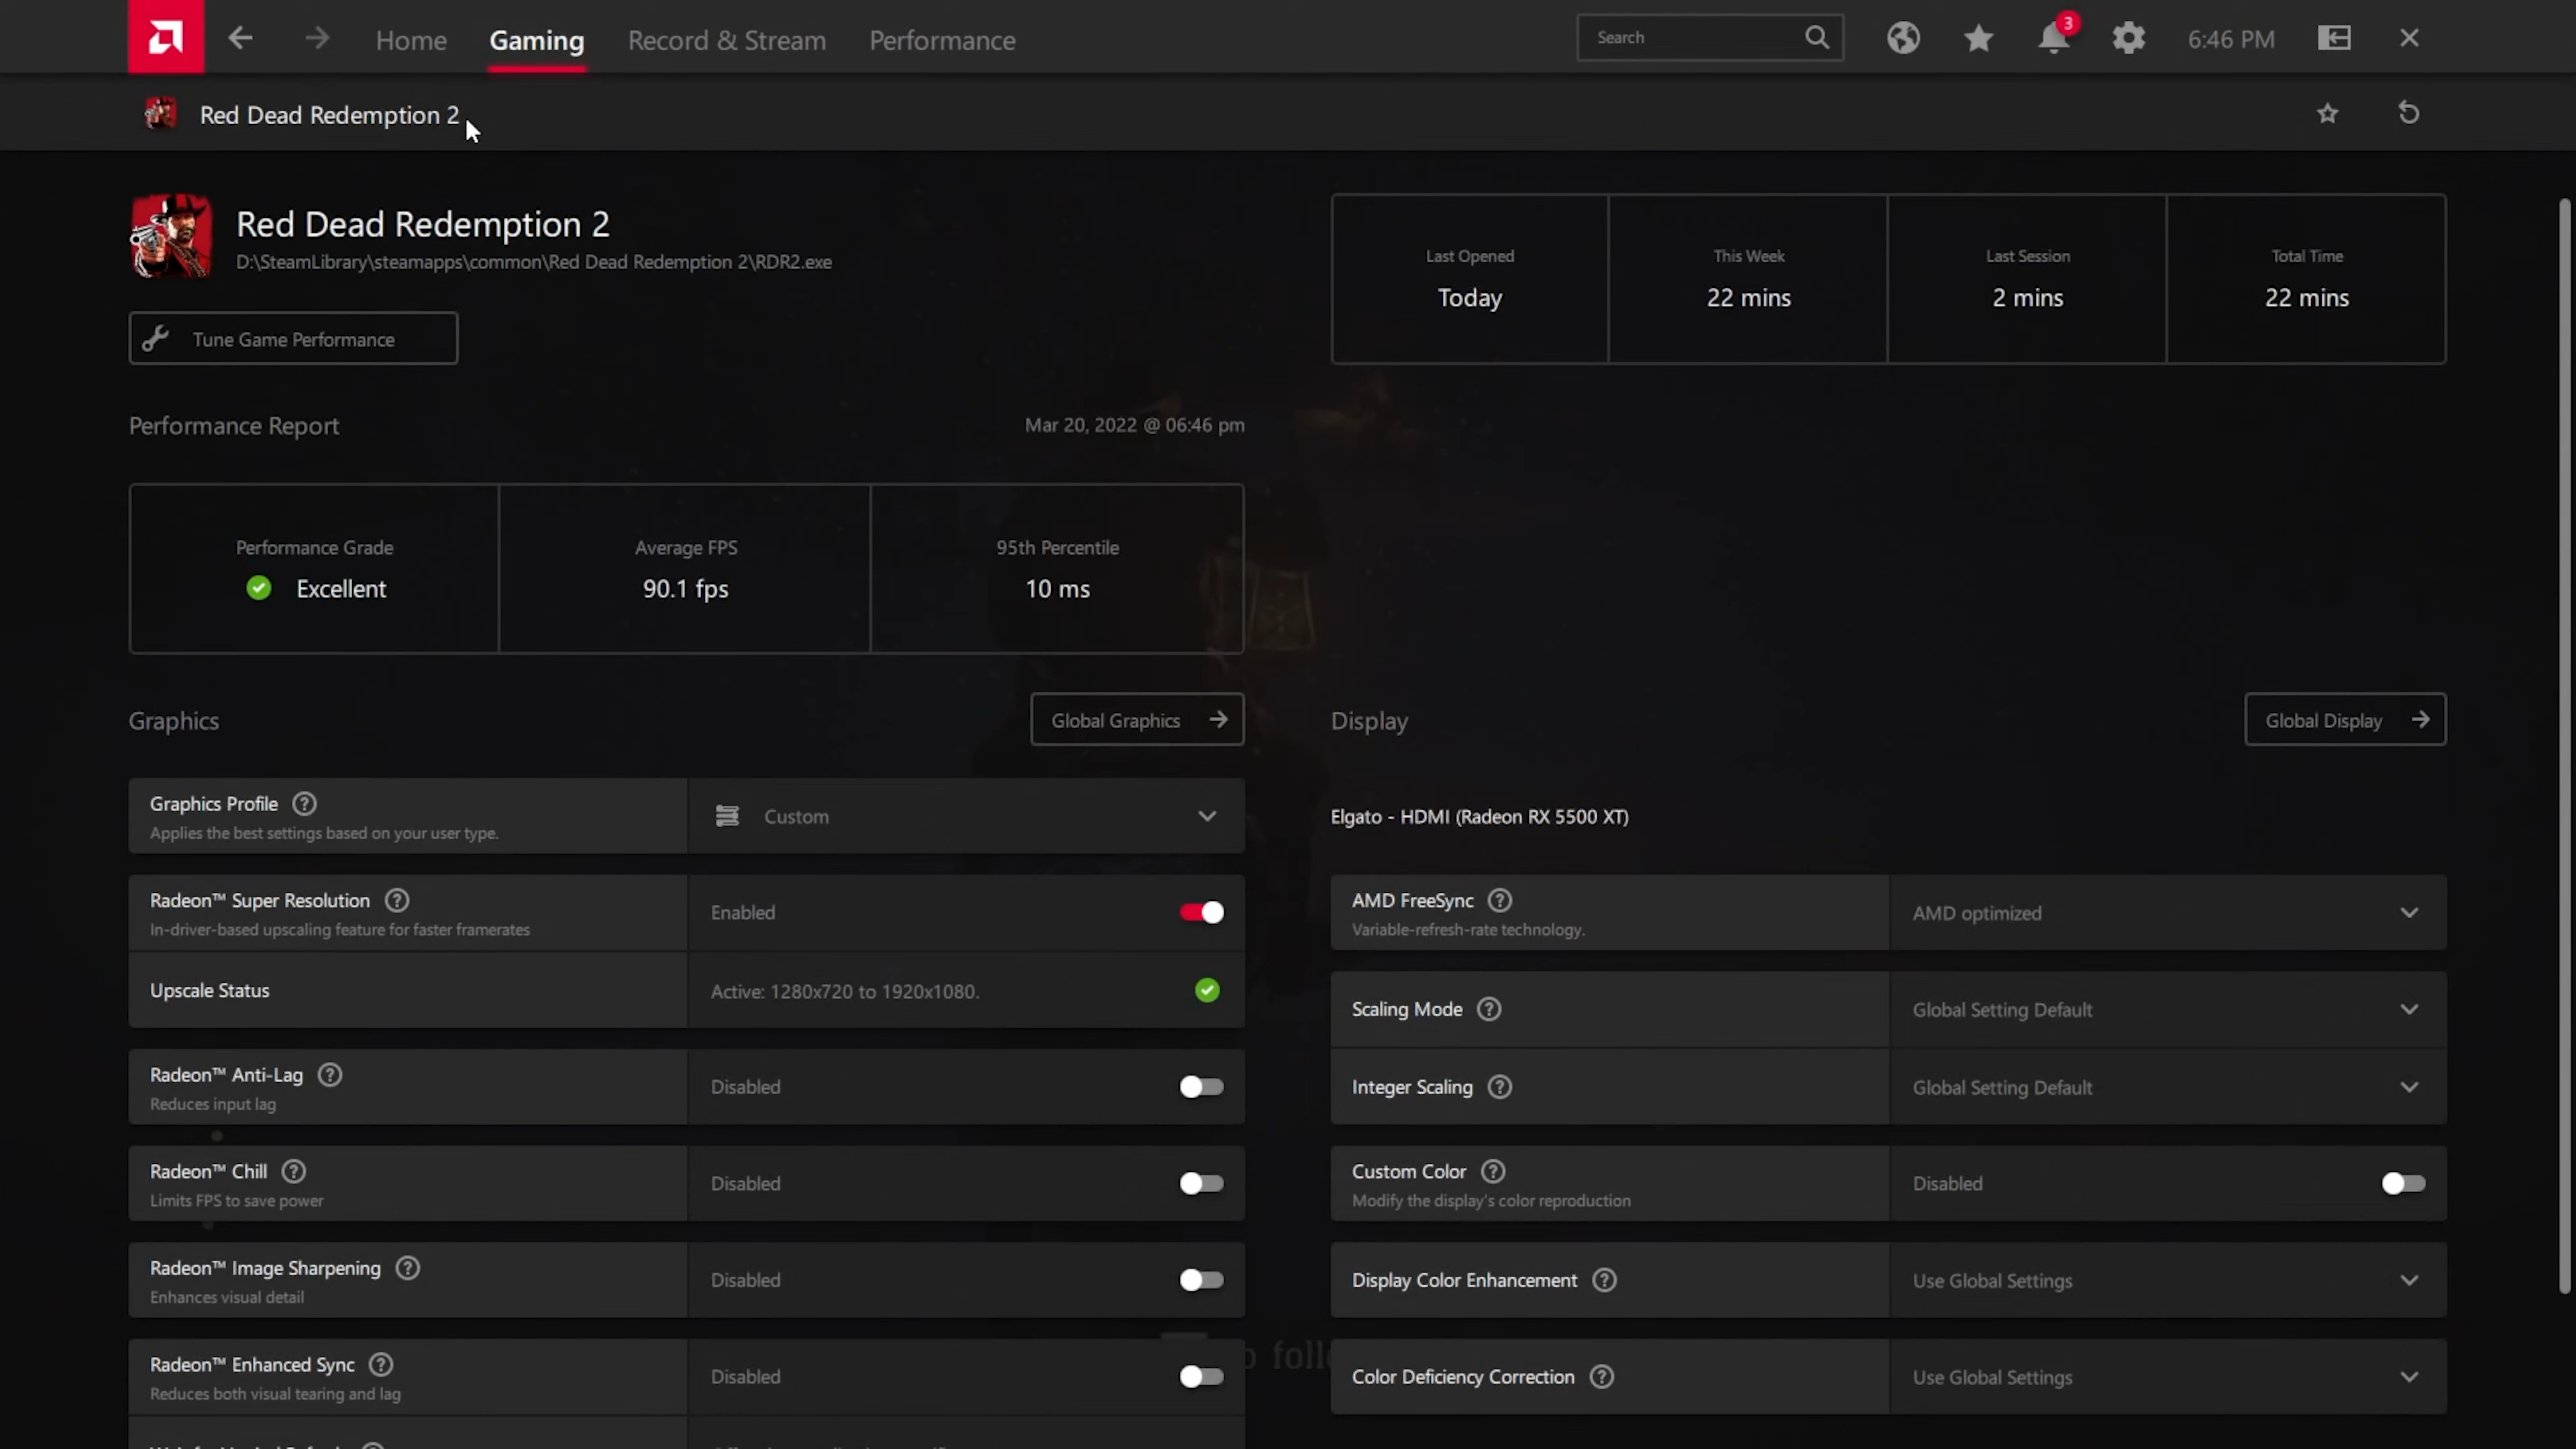 Home
Gaming
Record & Stream
Performance
Search
3
6:46 PM
Red Dead Redemption 2
Red Dead Redemption 2
D:\SteamLibrary\steamapps\common\Red Dead Redemption 2\RDR2.exe
Tune Game Performance
Last Opened
Today
This Week
22 mins
Last Session
2 mins
Total Time
22 mins
Performance Report
Mar 20, 2022 @ 06:46 pm
Performance Grade
Excellent
Average FPS
90.1 fps
95th Percentile
10 ms
Graphics
Global Graphics
Graphics Profile
Applies the best settings based on your user type.
Custom
Radeon™ Super Resolution
In-driver-based upscaling feature for faster framerates
Enabled
Upscale Status
Active: 1280x720 to 1920x1080.
Radeon™ Anti-Lag
Reduces input lag
Disabled
Radeon™ Chill
Limits FPS to save power
Disabled
Radeon™ Image Sharpening
Enhances visual detail
Disabled
Radeon™ Enhanced Sync
Reduces both visual tearing and lag
Disabled
Display
Global Display
Elgato - HDMI (Radeon RX 5500 XT)
AMD FreeSync
Variable-refresh-rate technology.
AMD optimized
Scaling Mode
Global Setting Default
Integer Scaling
Global Setting Default
Custom Color
Modify the display's color reproduction
Disabled
Display Color Enhancement
Use Global Settings
Color Deficiency Correction
Use Global Settings